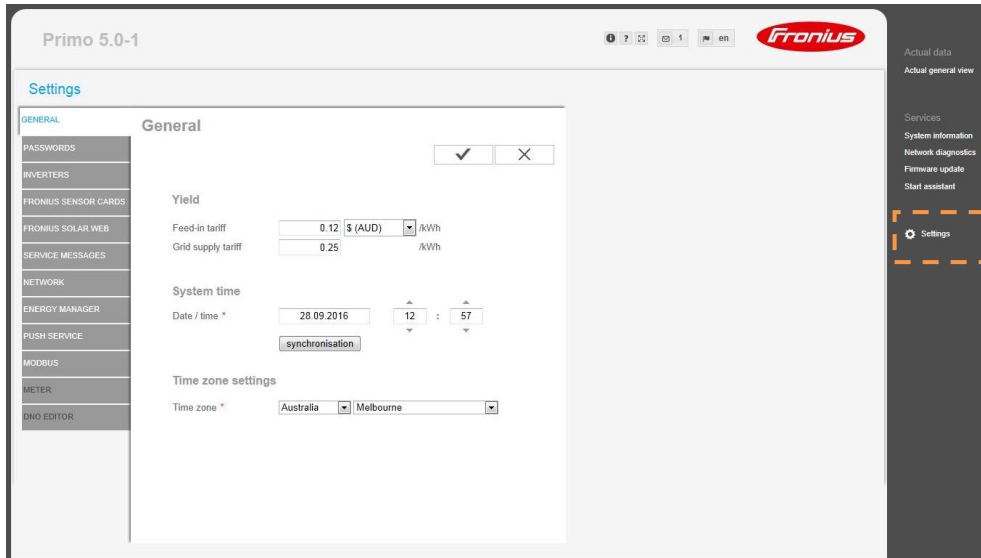 Primo 5.0-1
i ? 1 en
Fronius
Settings
GENERAL
PASSWORDS
INVERTERS
FRONIUS SENSOR CARDS
FRONIUS SOLAR.WEB
SERVICE MESSAGES
NETWORK
ENERGY MANAGER
PUSH SERVICE
MODBUS
METER
DNO EDITOR
General
Yield
Feed-in tariff 0.12 $ (AUD) /kWh
Grid supply tariff 0.25 /kWh
System time
Date / time * 28.09.2016 12 : 57
synchronisation
Time zone settings
Time zone * Australia Melbourne
Actual data
Actual general view
Services
System information
Network diagnostics
Firmware update
Start assistant
Settings